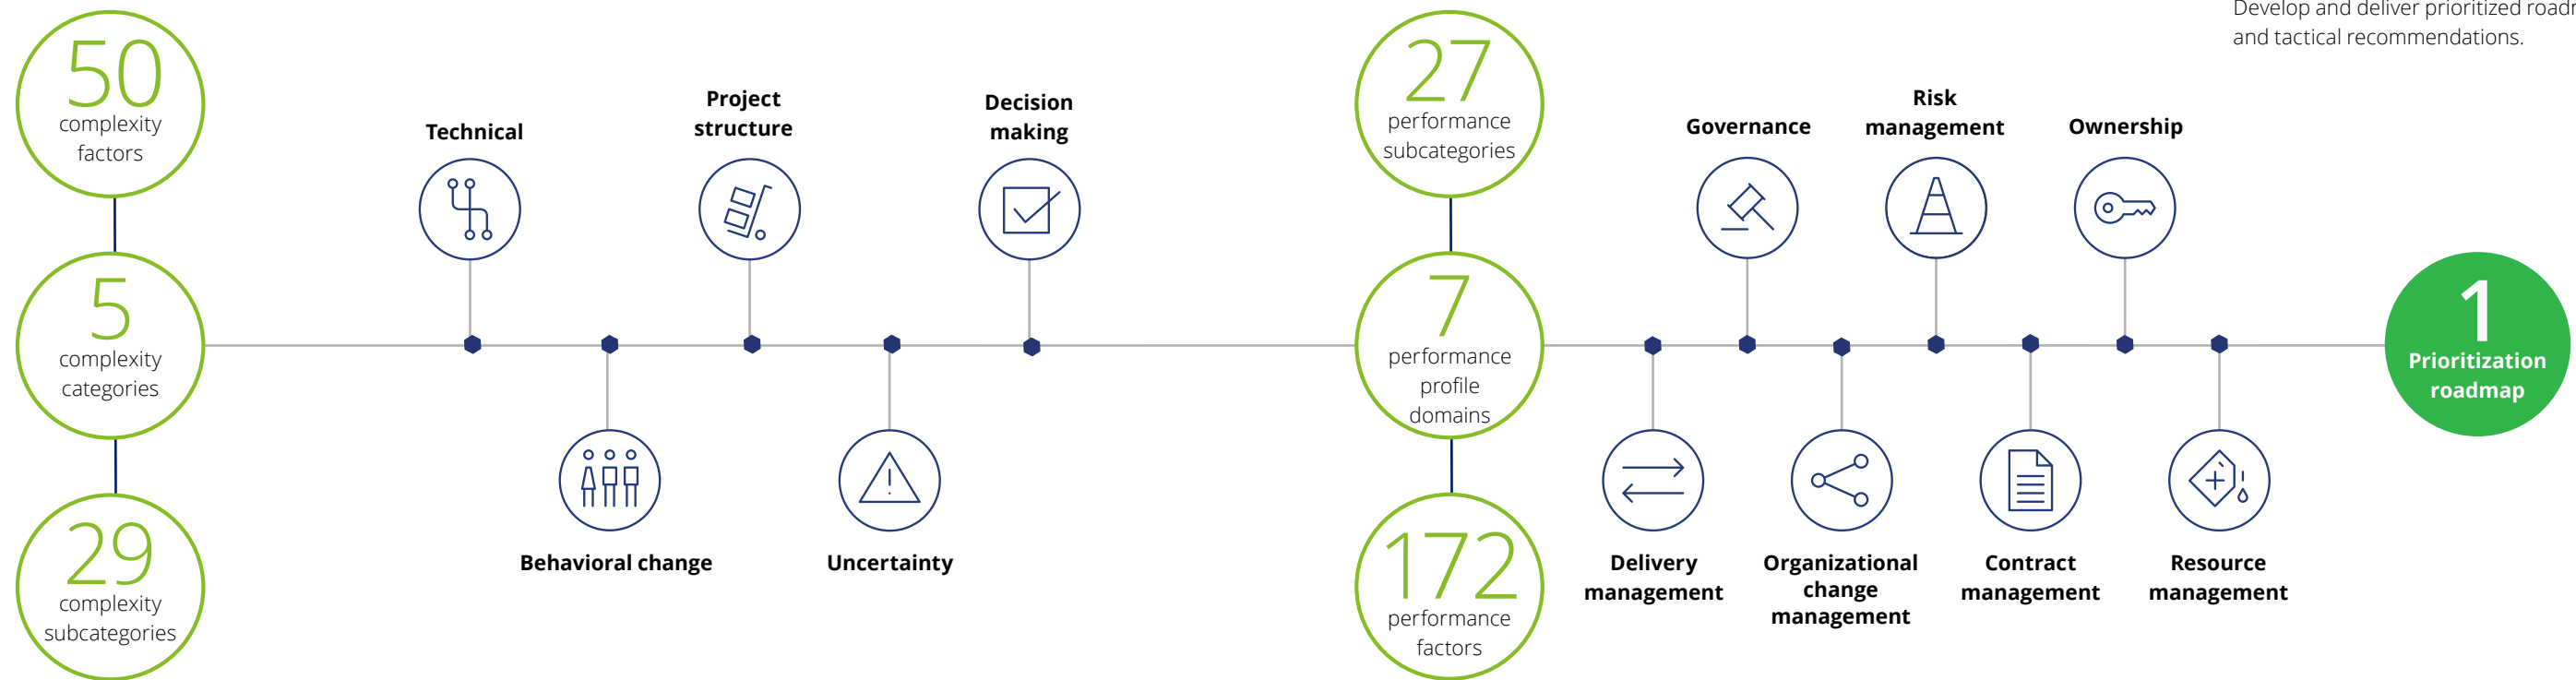 Develop and deliver prioritized
and tactical recommendations.
50
complexity
factors
5
complexity
categories
29
complexity
subcategories
Technical
Behavioral change
Project
structure
Uncertainty
Decision
making
27
performance
subcategories
7
performance
profile
domains
172
performance
factors
Delivery
management
Governance
Organizational
change
management
Risk
management
Contract
management
Ownership
Resource
management
1
Prioritization
roadmap